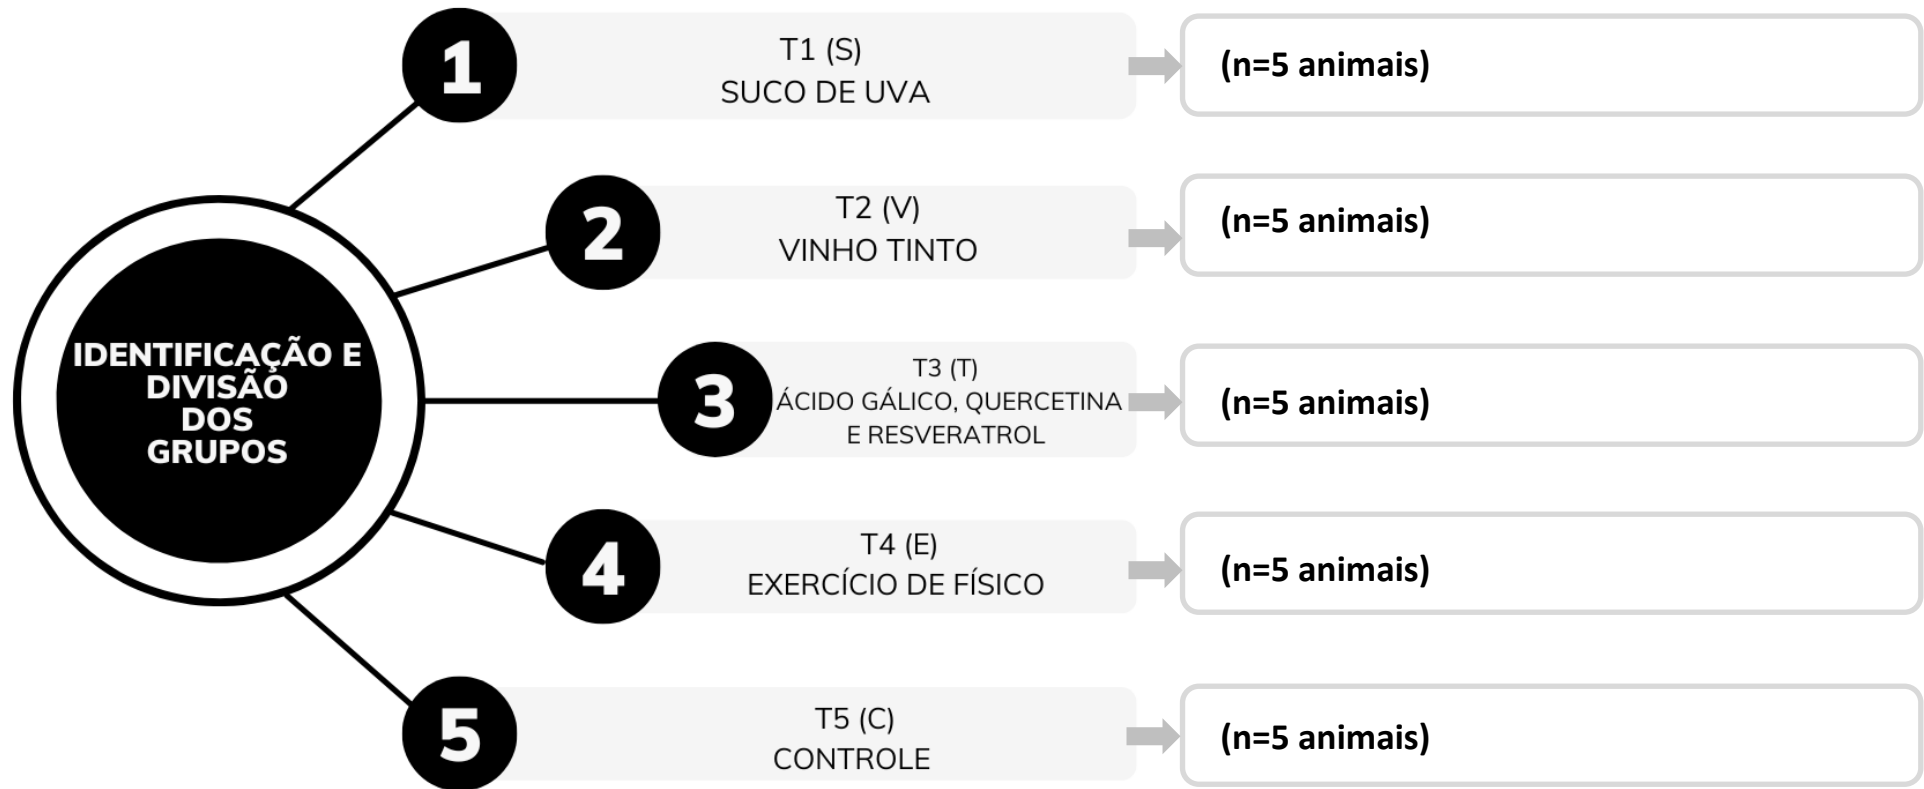 IDENTIFICAÇÃO E
DIVISÃO
DOS
GRUPOS
1
T1 (S)
SUCO DE UVA
(n=5 animais)
2
T2 (V)
VINHO TINTO
(n=5 animais)
3
T3 (T)
ÁCIDO GÁLICO, QUERCETINA
E RESVERATROL
(n=5 animais)
4
T4 (E)
EXERCÍCIO DE FÍSICO
(n=5 animais)
5
T5 (C)
CONTROLE
(n=5 animais)